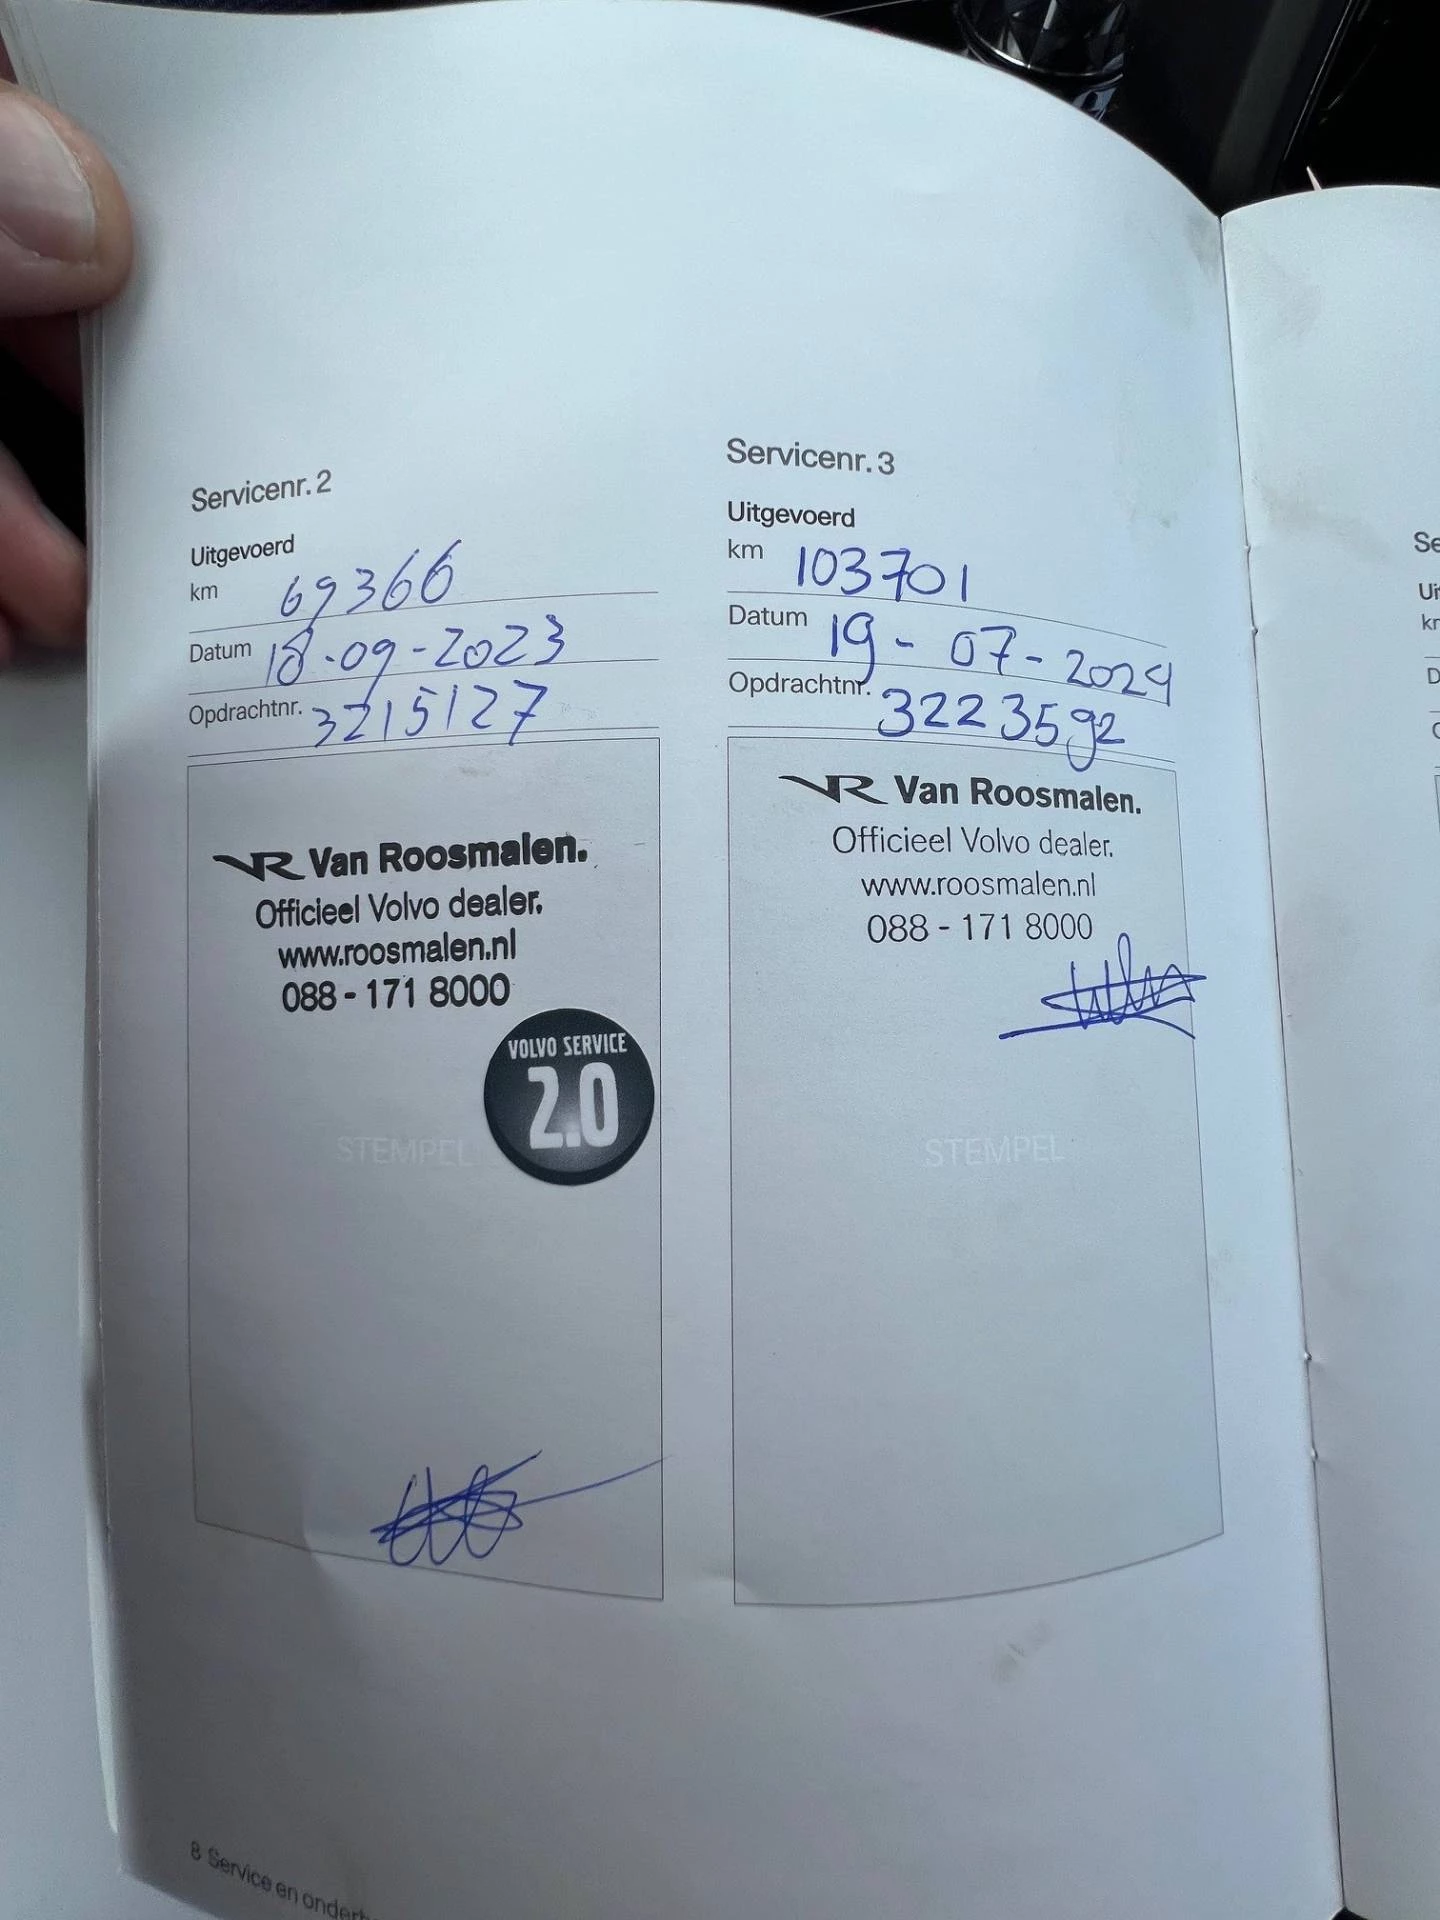 Servicenr. 2
Uitgevoerd
km 69366
Datum 18-09-2023
Opdrachtnr. 3215127
VR Van Roosmalen.
Officieel Volvo dealer.
www.roosmalen.nl
088 - 171 8000
VOLVO SERVICE
2.0
STEMPEL
Servicenr. 3
Uitgevoerd
km 103701
Datum 19-07-2024
Opdrachtnr. 3223592
VR Van Roosmalen.
Officieel Volvo dealer.
www.roosmalen.nl
088 - 171 8000
STEMPEL
8 Service en onderh